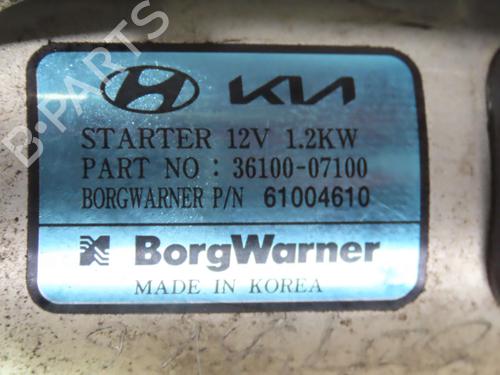 KIA
STARTER 12V 1.2KW
PART NO : 36100-07100
BORGWARNER P/N 61004610
BorgWarner
MADE IN KOREA
B-PARTS